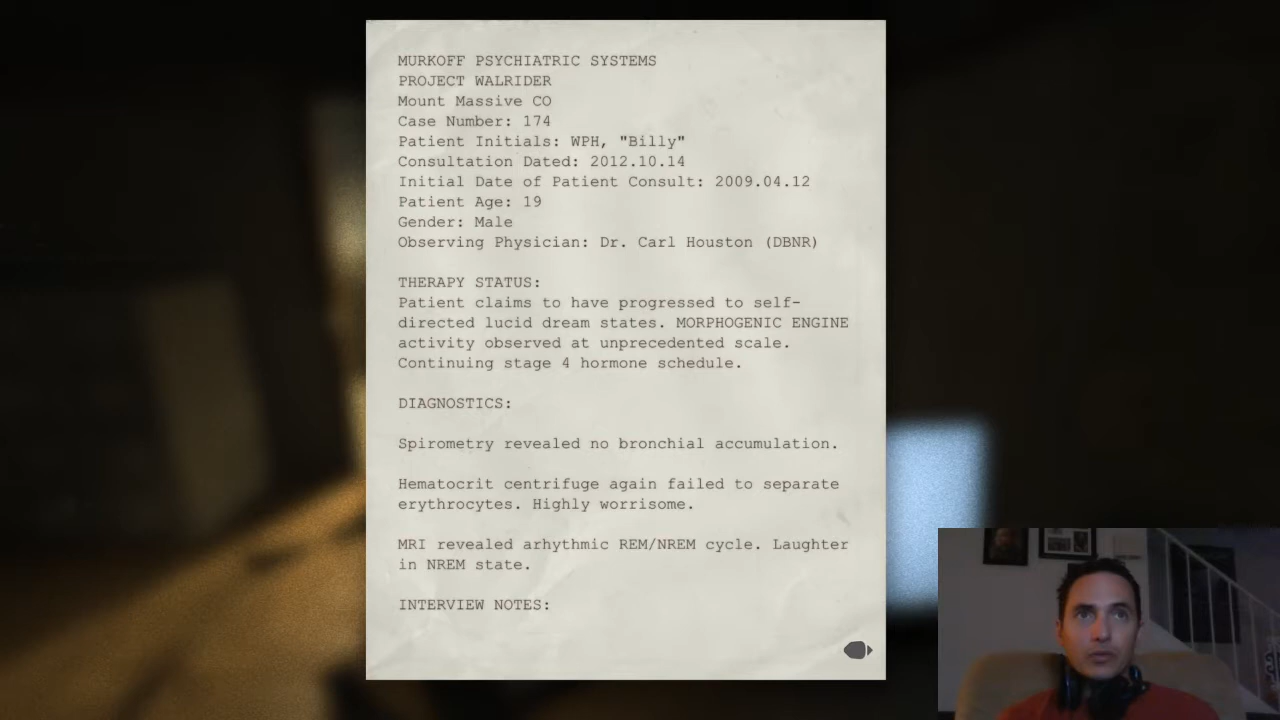 MURKOFF PSYCHIATRIC SYSTEMS
PROJECT WALRIDER
Mount Massive CO
Case Number: 174
Patient Initials: WPH, "Billy"
Consultation Dated: 2012.10.14
Initial Date of Patient Consult: 2009.04.12
Patient Age: 19
Gender: Male
Observing Physician: Dr. Carl Houston (DBNR)
THERAPY STATUS:
Patient claims to have progressed to self-
directed lucid dream states. MORPHOGENIC ENGINE
activity observed at unprecedented scale.
Continuing stage 4 hormone schedule.
DIAGNOSTICS:
Spirometry revealed no bronchial accumulation.
Hematocrit centrifuge again failed to separate
erythrocytes. Highly worrisome.
MRI revealed arhythmic REM/NREM cycle. Laughter
in NREM state.
INTERVIEW NOTES: